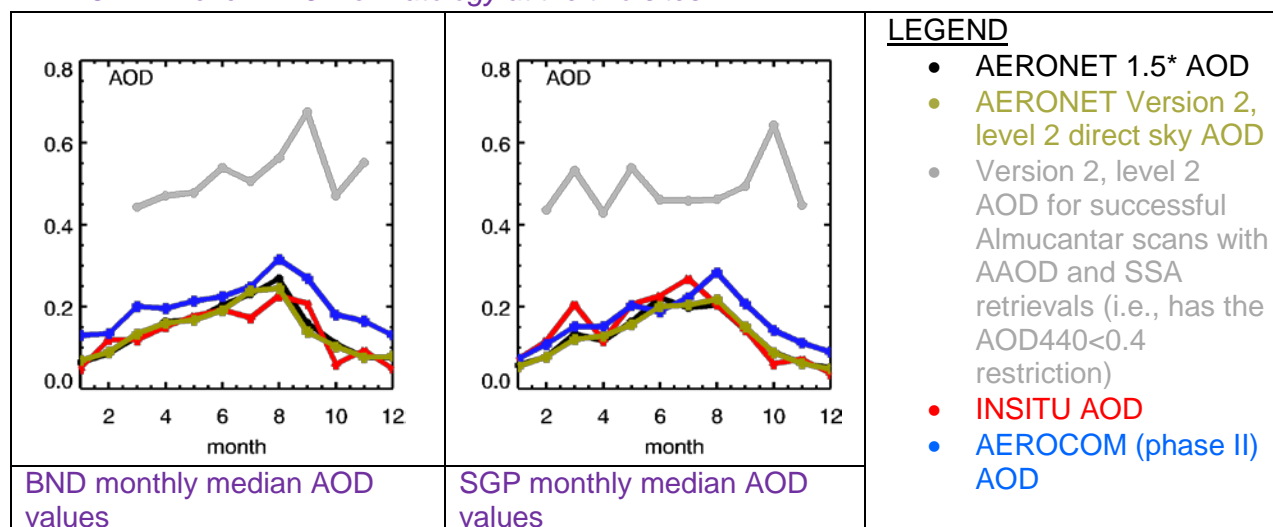 LEGEND
0.8
AOD
0.6
0.4
0.2
0.0
2 4 6 8 10 12
month
0.8
AOD
0.6
0.4
0.2
0.0
2 4 6 8 10 12
month
• AERONET 1.5* AOD
• AERONET Version 2,
level 2 direct sky AOD
• Version 2, level 2
AOD for successful
Almucantar scans with
AAOD and SSA
retrievals (i.e., has the
AOD440<0.4
restriction)
• INSITU AOD
• AEROCOM (phase II)
AOD
BND monthly median AOD
values
SGP monthly median AOD
values